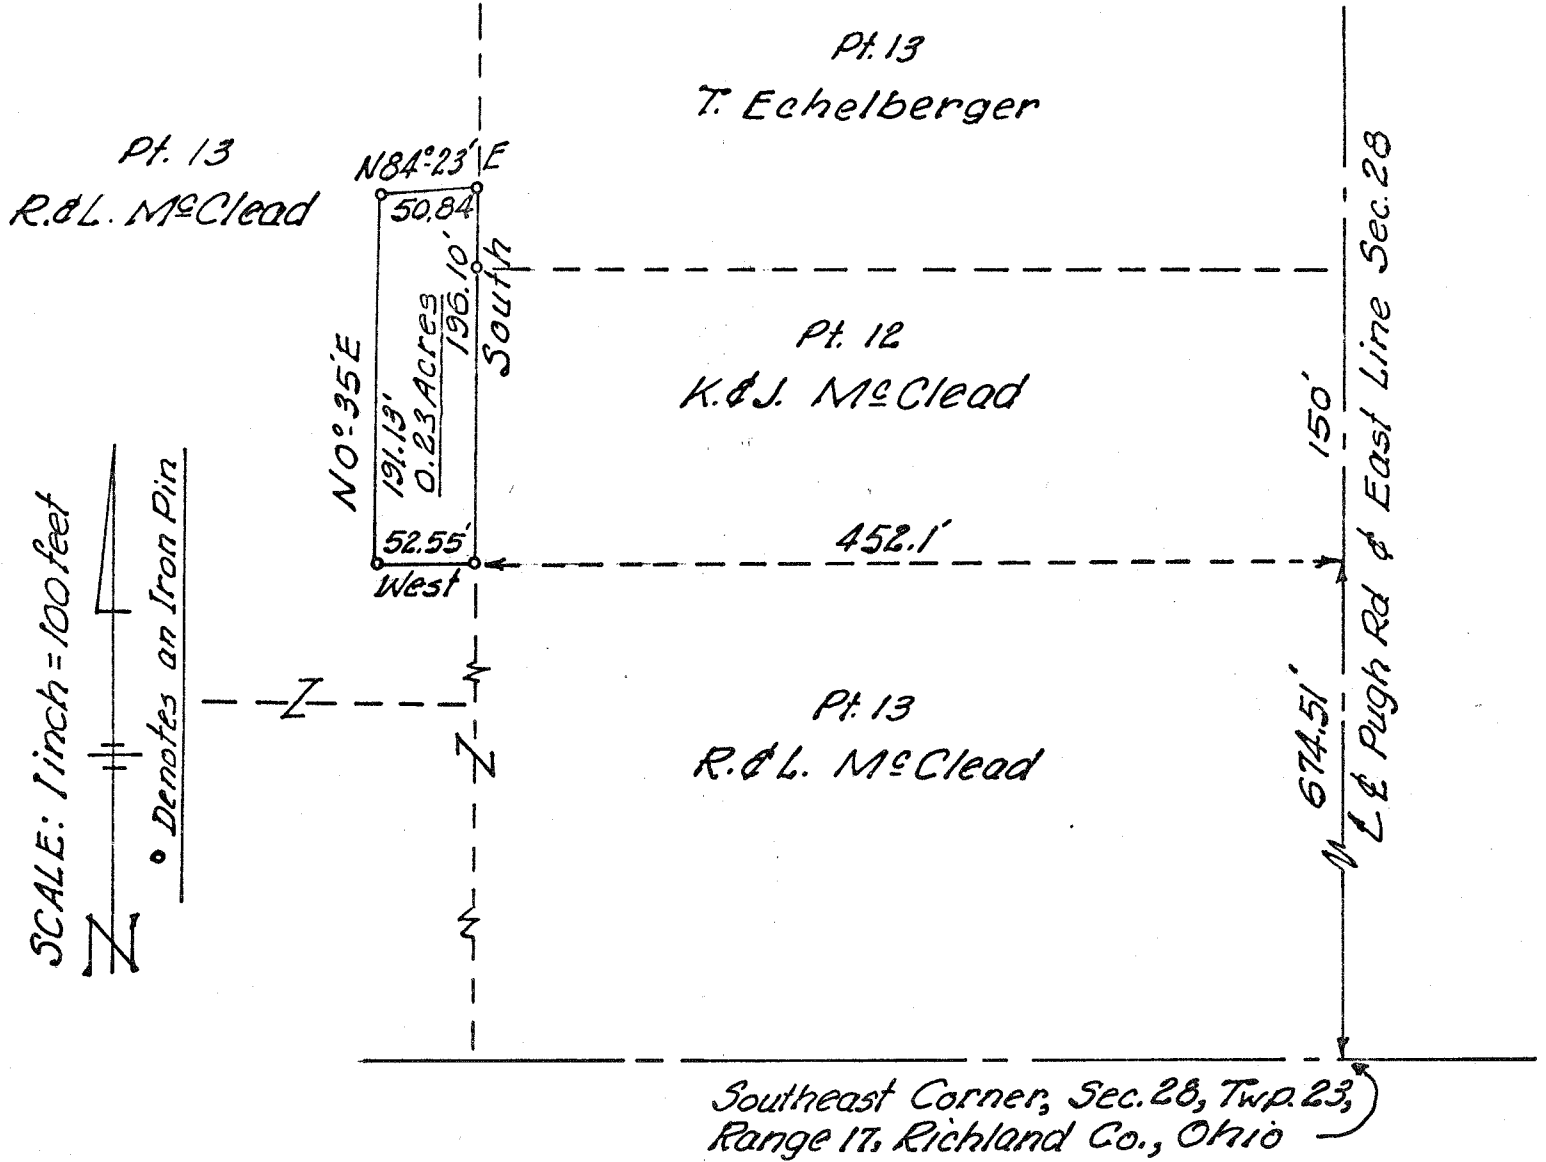 Pt. 13
T. Echelberger
Pt. 13
R.&L. McClead
N84°-23' E
50.84
196.10'
South
0.23 Acres
191.13'
N0°-35'E
52.55'
West
Pt. 12
K.&J. McClead
452.1'
150'
674.51'
℄ Pugh Rd & East Line Sec. 28
Pt. 13
R.&L. McClead
SCALE: 1 inch = 100 feet
N
° Denotes an Iron Pin
Southeast Corner, Sec. 28, Twp. 23,
Range 17, Richland Co., Ohio